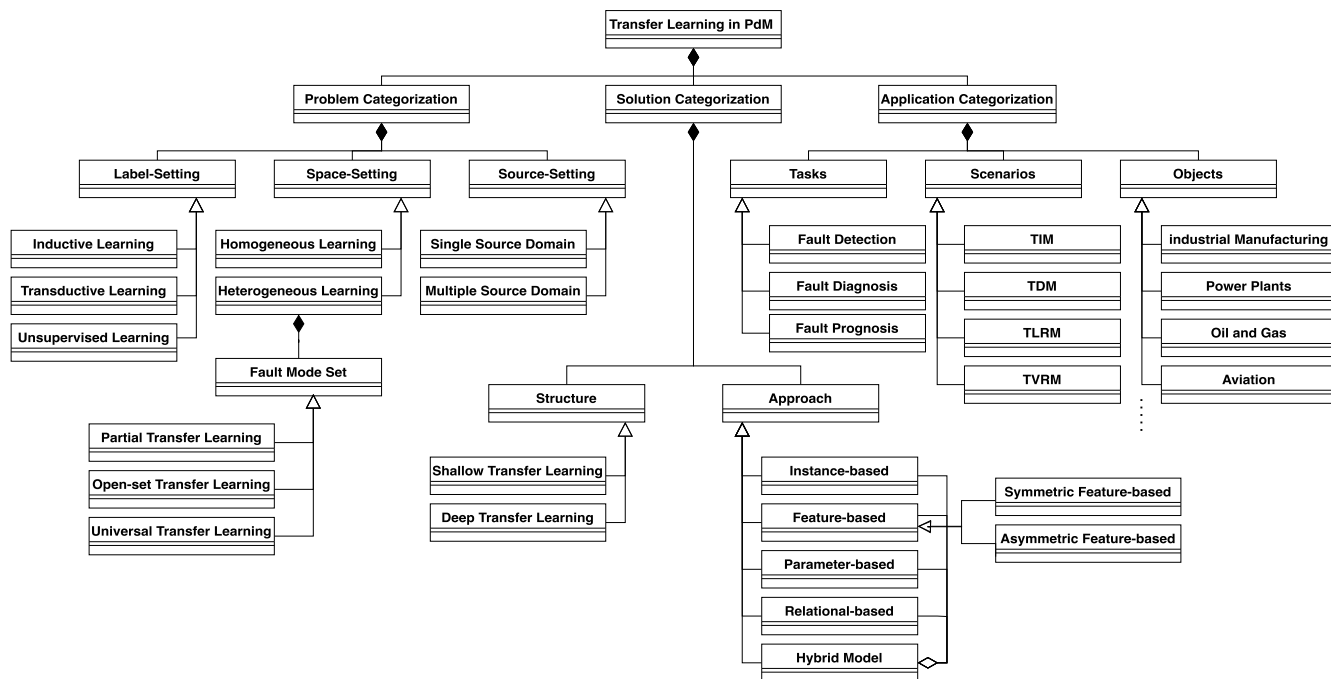 Transfer Learning in PdM
Problem Categorization
Solution Categorization
Application Categorization
Label-Setting
Space-Setting
Source-Setting
Tasks
Scenarios
Objects
Inductive Learning
Transductive Learning
Unsupervised Learning
Homogeneous Learning
Heterogeneous Learning
Single Source Domain
Multiple Source Domain
Fault Detection
Fault Diagnosis
Fault Prognosis
TIM
TDM
TLRM
TVRM
industrial Manufacturing
Power Plants
Oil and Gas
Aviation
Fault Mode Set
Partial Transfer Learning
Open-set Transfer Learning
Universal Transfer Learning
Structure
Approach
Shallow Transfer Learning
Deep Transfer Learning
Instance-based
Feature-based
Parameter-based
Relational-based
Hybrid Model
Symmetric Feature-based
Asymmetric Feature-based